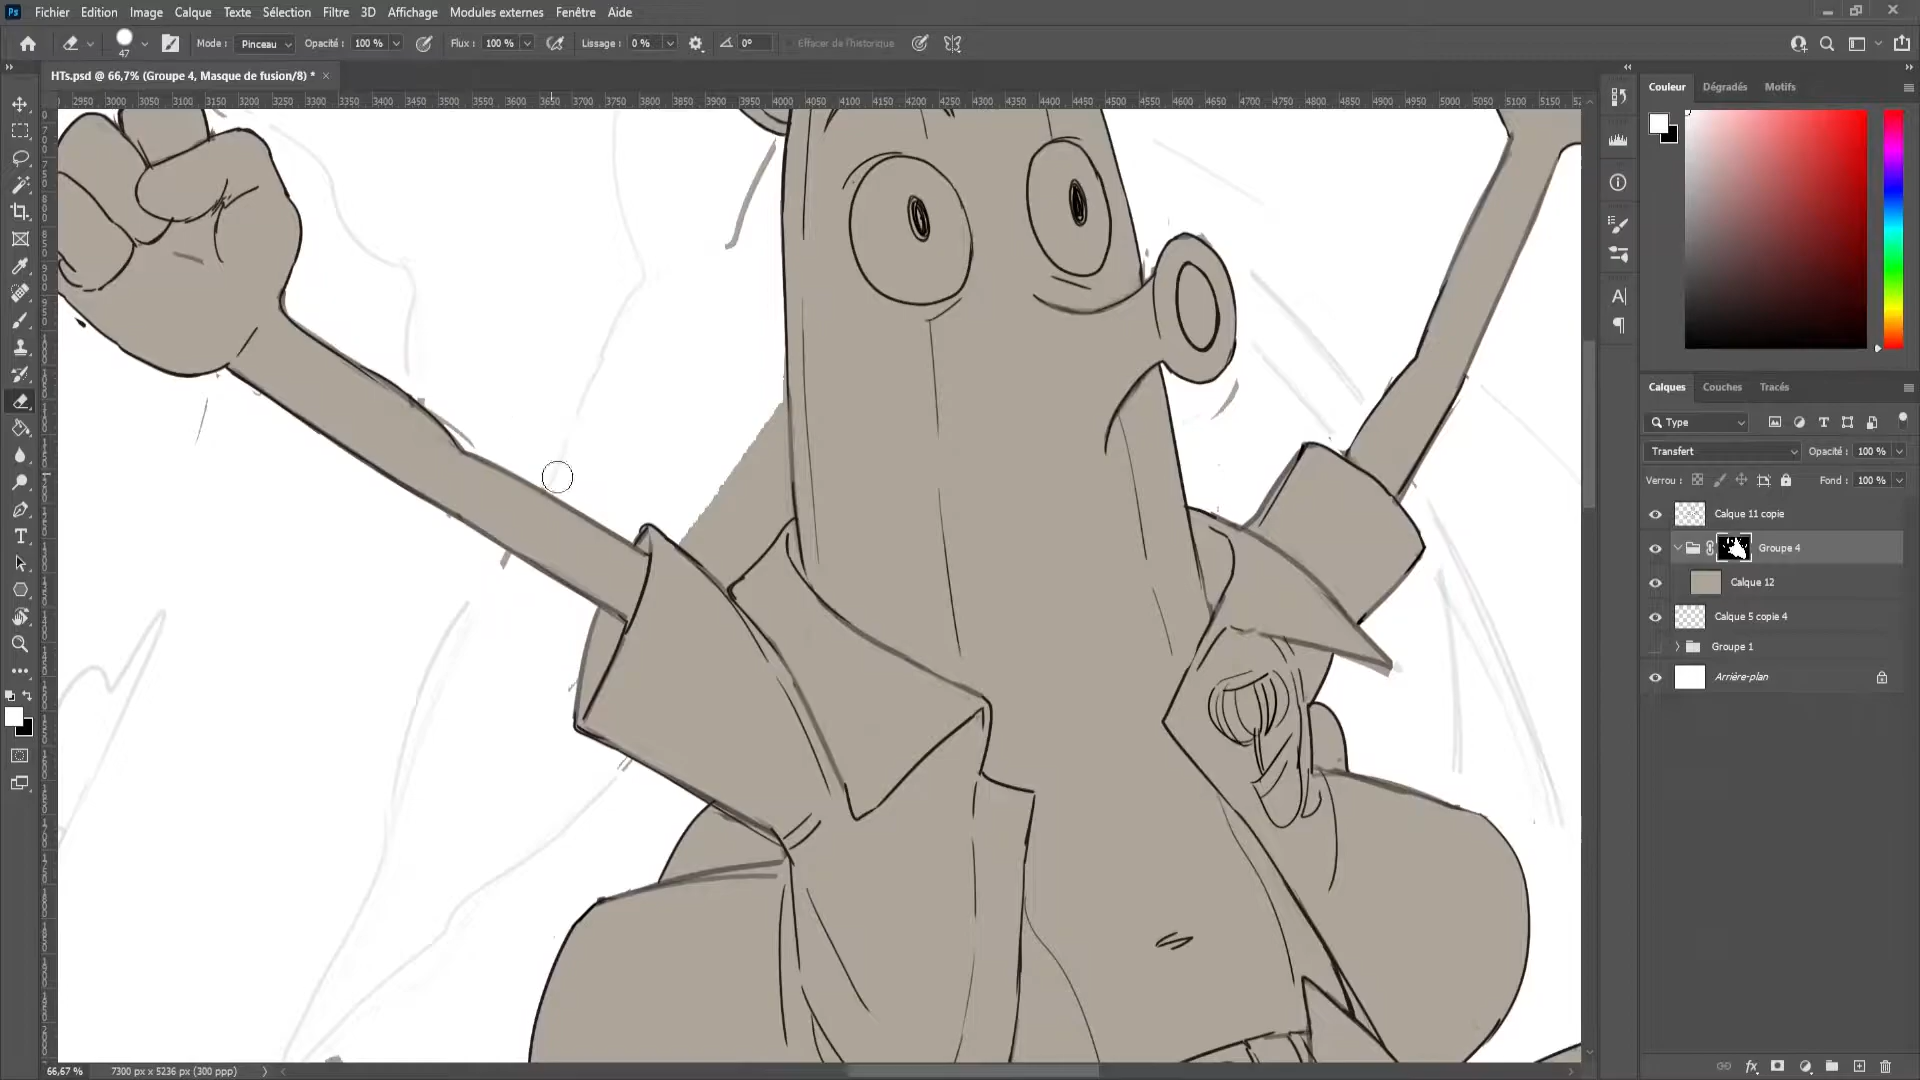 Ps Fichier Edition Image Calque Texte Sélection Filtre 3D Affichage Modules externes Fenêtre Aide
47 Mode : Pinceau Opacité : 100 % Flux : 100 % Lissage : 0 % 0° Effacer de l'historique
HTs.psd @ 66,7% (Groupe 4, Masque de fusion/8) * ×
2950 3000 3050 3100 3150 3200 3250 3300 3350 3400 3450 3500 3550 3600 3650 3700 3750 3800 3850 3900 3950 4000 4050 4100 4150 4200 4250 4300 4350 4400 4450 4500 4550 4600 4650 4700 4750 4800 4850 4900 4950 5000 5050 5100 5150
Couleur Dégradés Motifs
Calques Couches Tracés
Type
Transfert Opacité : 100 %
Verrou : Fond : 100 %
Calque 11 copie
Groupe 4
Calque 12
Calque 5 copie 4
Groupe 1
Arrière-plan
66,67 % 7300 px x 5236 px (300 ppp)